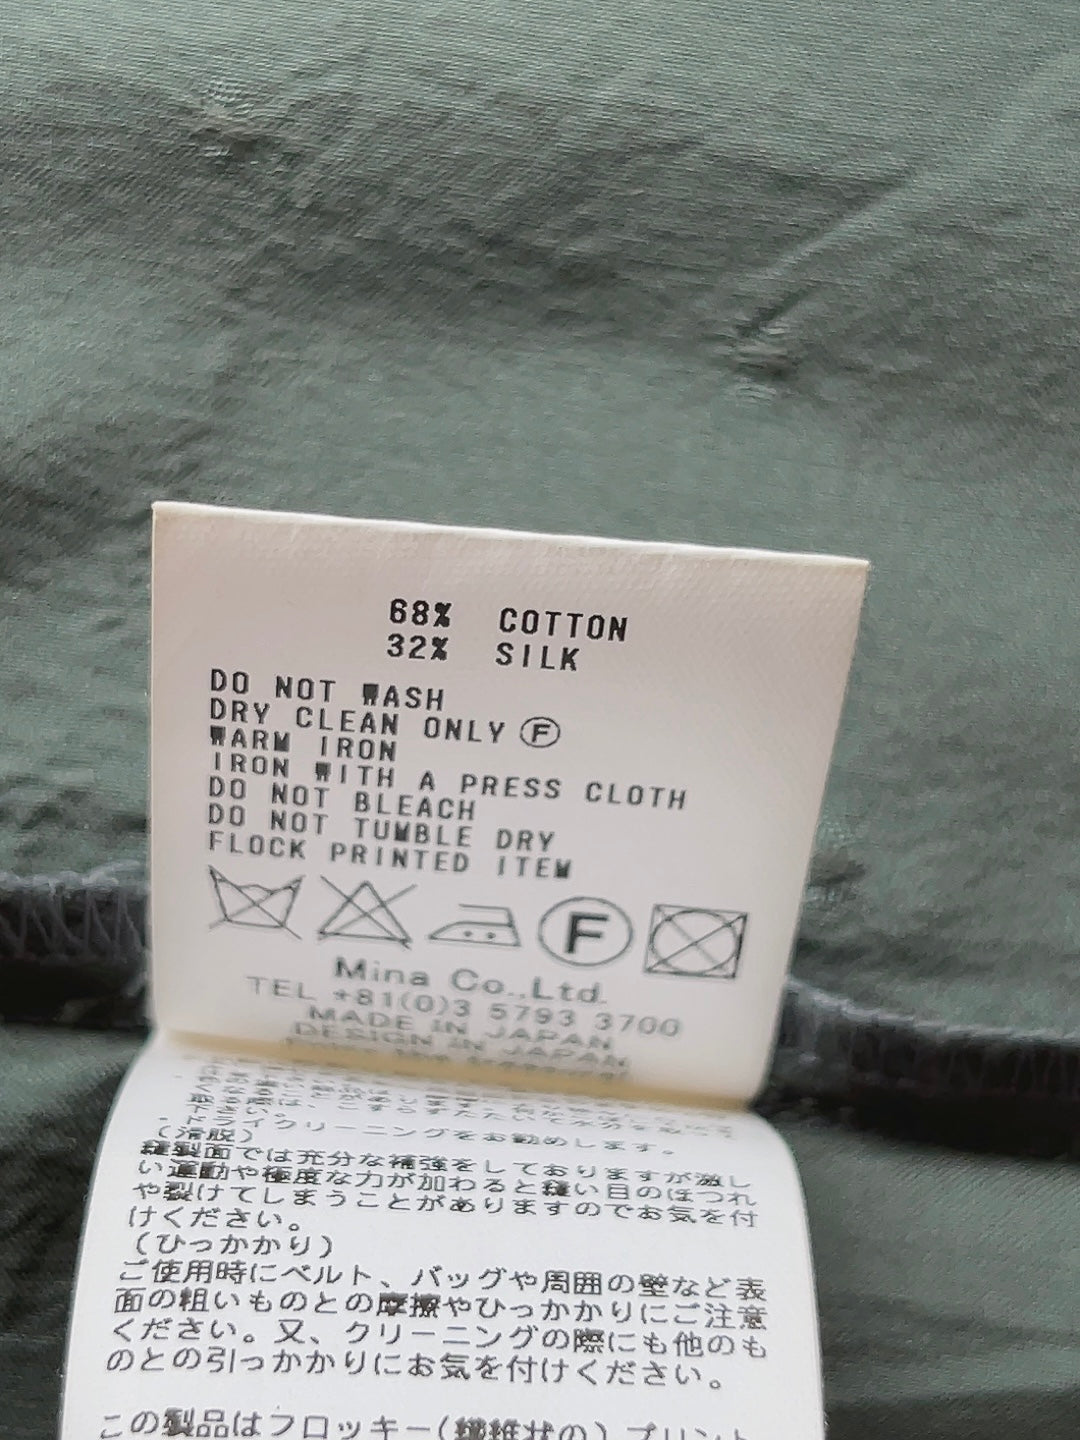 68% COTTON
32% SILK
DO NOT WASH
DRY CLEAN ONLY Ⓕ
WARM IRON
IRON WITH A PRESS CLOTH
DO NOT BLEACH
DO NOT TUMBLE DRY
FLOCK PRINTED ITEM
F
Mina Co.,Ltd.
TEL +81(0)3 5793 3700
MADE IN JAPAN
DESIGN IN JAPAN
下さい。
・ドライクリーニングをお勧めします。
(滑脱)
縫製面では充分な補強をしておりますが激し
い運動や極度な力が加わると縫い目のほつれ
や裂けてしまうことがありますのでお気を付
けください。
(ひっかかり)
ご使用時にベルト、バッグや周囲の壁など表
面の粗いものとの摩擦やひっかかりにご注意
ください。又、クリーニングの際にも他のも
のとの引っかかりにお気を付けください。
この製品はフロッキー(繊維状の)プリント